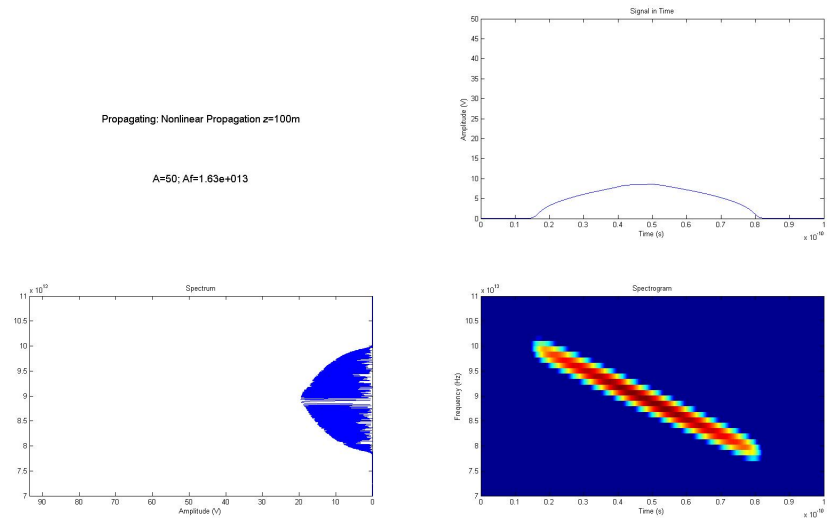 Propagating: Nonlinear Propagation z=100m
A=50; Af=1.63e+013
Signal in Time
Amplitude (V)
50
45
40
35
30
25
20
15
10
5
0
0 0.1 0.2 0.3 0.4 0.5 0.6 0.7 0.8 0.9 1
Time (s)
x 10^-10
Spectrum
x 10^13
11
10.5
10
9.5
9
8.5
8
7.5
7
90 80 70 60 50 40 30 20 10 0
Amplitude (V)
Spectrogram
x 10^13
Frequency (Hz)
11
10.5
10
9.5
9
8.5
8
7.5
7
0 0.1 0.2 0.3 0.4 0.5 0.6 0.7 0.8 0.9 1
Time (s)
x 10^-10